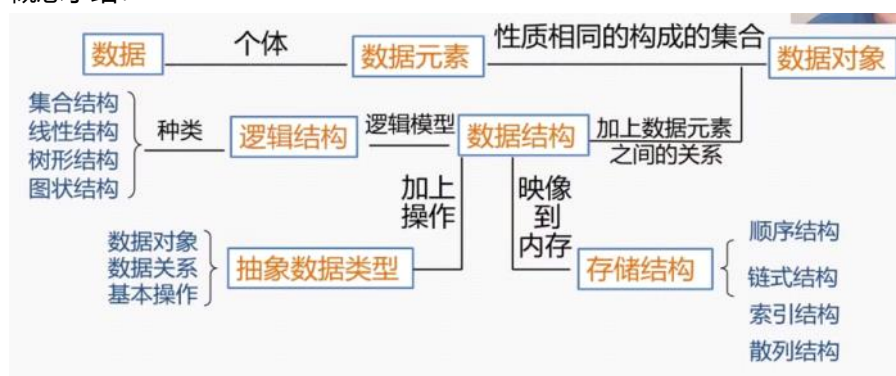 数据
个体
数据元素
性质相同的构成的集合
数据对象
集合结构
线性结构
树形结构
图状结构
种类
逻辑结构
逻辑模型
数据结构
加上数据元素
之间的关系
加上
操作
映像
到
内存
数据对象
数据关系
基本操作
抽象数据类型
存储结构
顺序结构
链式结构
索引结构
散列结构